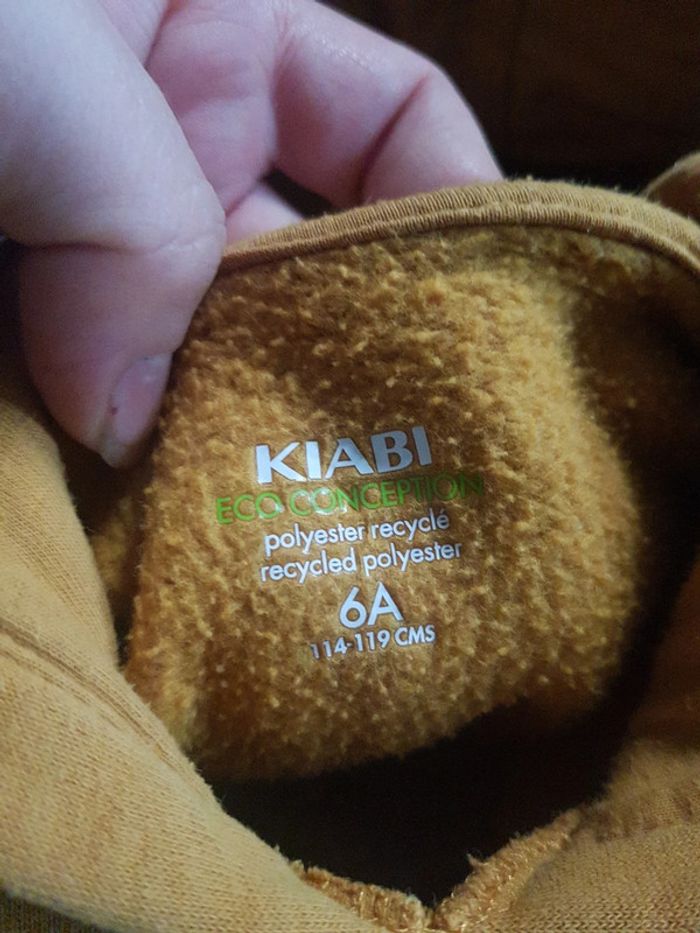 KIABI
ECO CONCEPTION
polyester recyclé
recycled polyester
6A
114-119 CMS